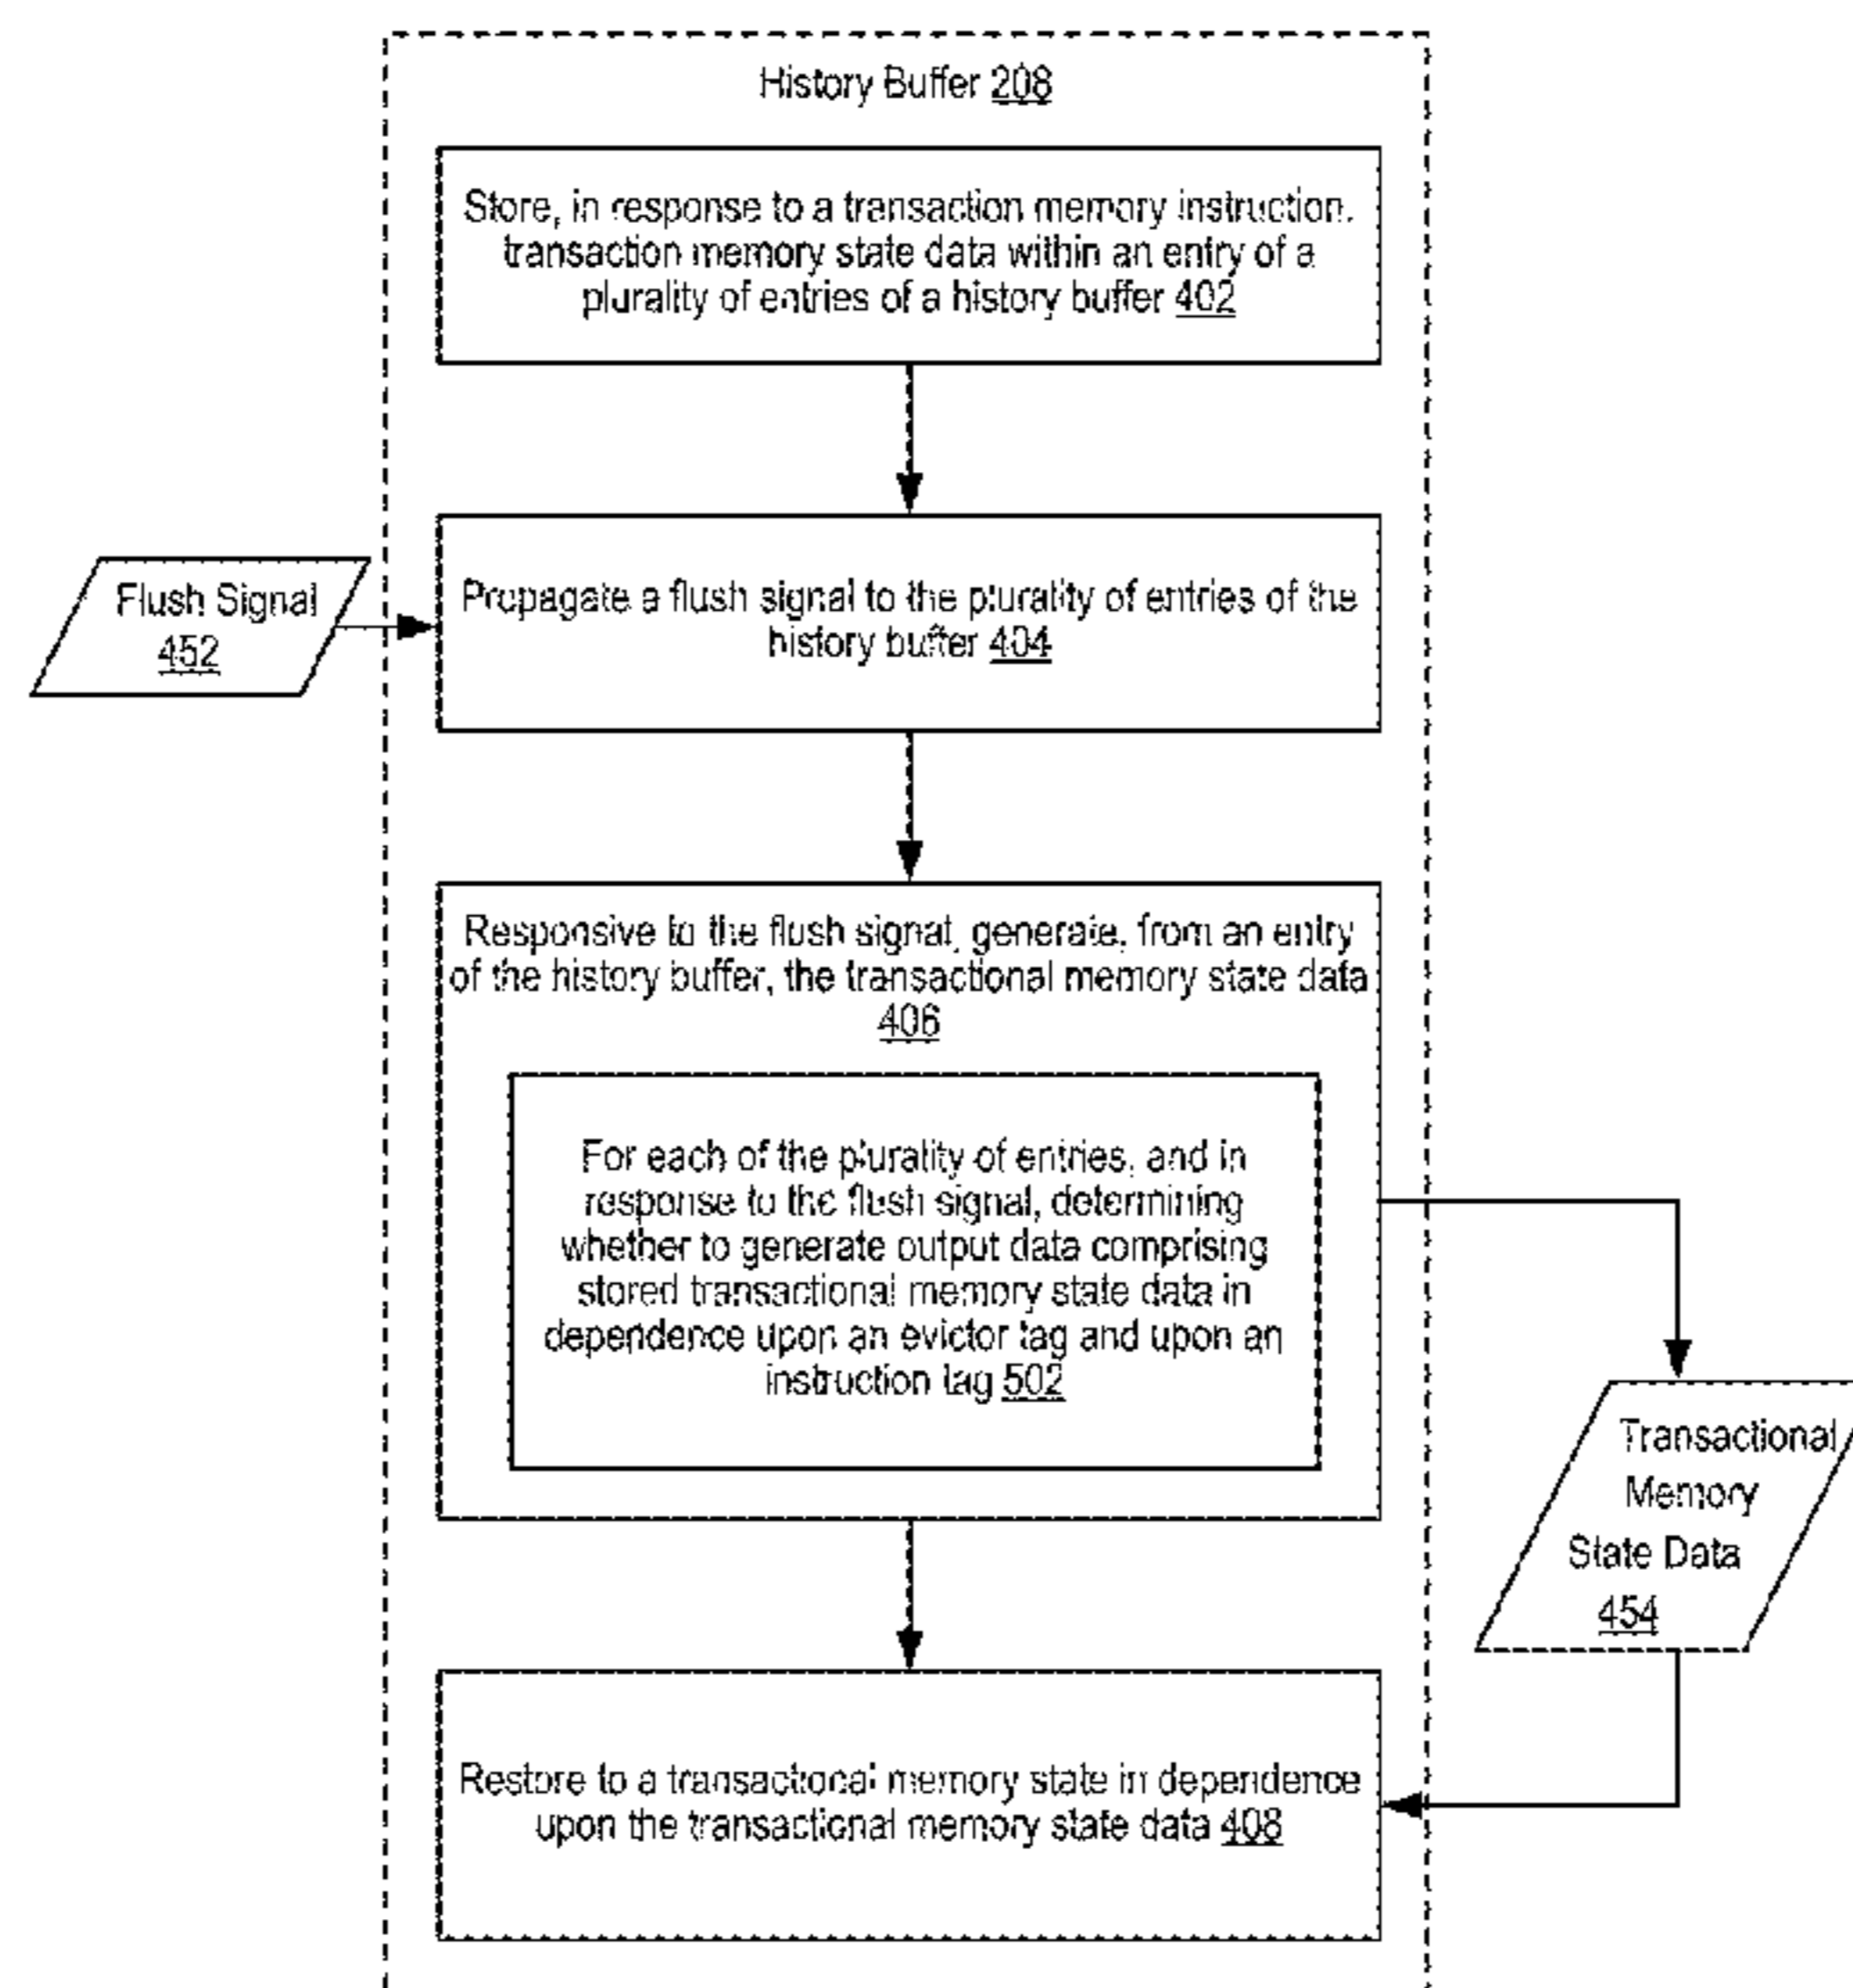 History Buffer 208
Store, in response to a transaction memory instruction,
transaction memory state data within an entry of a
plurality of entries of a history buffer 402
Flush Signal
452
Propagate a flush signal to the plurality of entries of the
history buffer 404
Responsive to the flush signal, generate, from an entry
of the history buffer, the transactional memory state data
406
For each of the plurality of entries, and in
response to the flush signal, determining
whether to generate output data comprising
stored transactional memory state data in
dependence upon an evictor tag and upon an
instruction tag 502
Transactional
Memory
State Data
454
Restore to a transactional memory state in dependence
upon the transactional memory state data 408